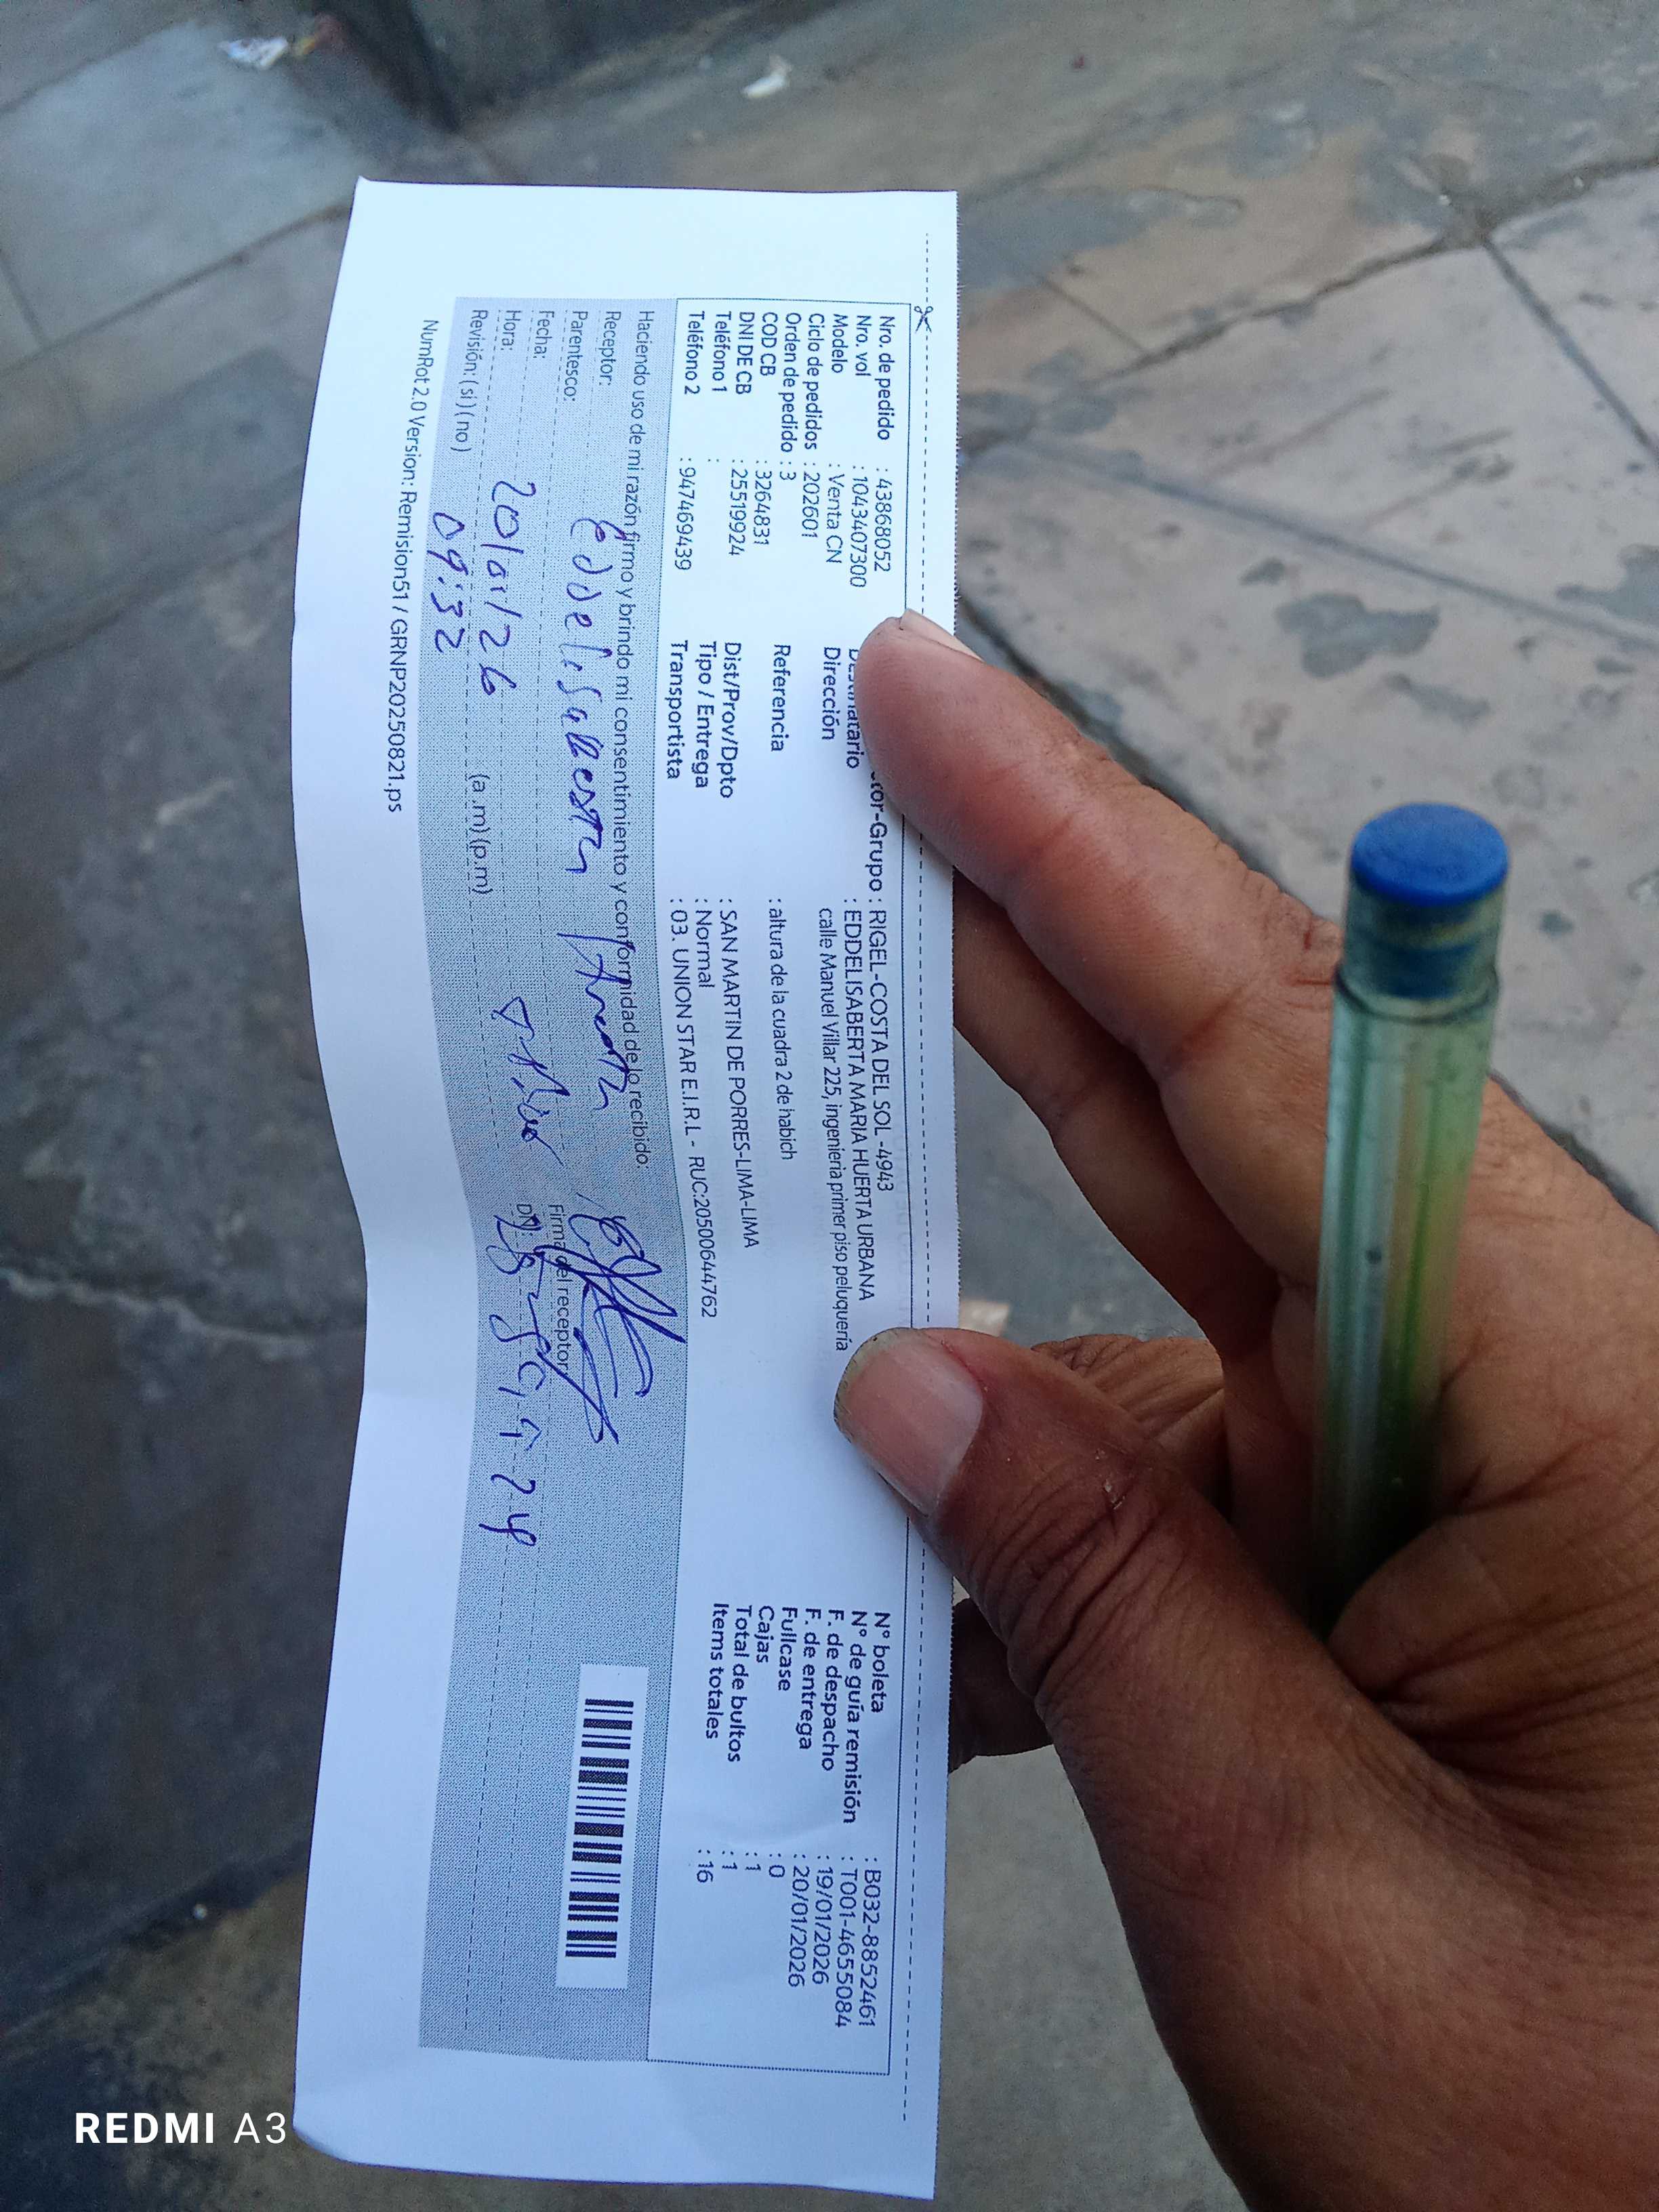 Nro. de pedido : 43868052
Nro. vol : 1043407300
Modelo : Venta CN
Ciclo de pedidos : 202601
Orden de pedido : 3
COD CB : 3264831
DNI DE CB : 25519924
Teléfono 1 :
Teléfono 2 : 947469439
tor-Grupo : RIGEL-COSTA DEL SOL -4943
Destinatario : EDDELISABERTA MARIA HUERTA URBANA
Dirección calle Manuel Villar 225, ingenieria primer piso peluquería
Referencia : altura de la cuadra 2 de habich
Dist/Prov/Dpto : SAN MARTIN DE PORRES-LIMA-LIMA
Tipo / Entrega : Normal
Transportista : 03. UNION STAR E.I.R.L - RUC:20500644762
N° boleta : B032-8852461
N° de guía remisión : T001-4655084
F. de despacho : 19/01/2026
F. de entrega : 20/01/2026
Fullcase : 0
Cajas : 1
Total de bultos : 1
Items totales : 16
Haciendo uso de mi razón firmo y brindo mi consentimiento y conformidad de lo recibido:
Receptor: Eddelisaberta Huerta
Parentesco:
Firma del receptor
Fecha: 20/01/26
DNI: 25519924
Hora: 09:32 (a .m) (p.m)
Revisión: (si) (no)
NumRot 2.0 Version: Remision51 / GRNP20250821.ps
REDMI A3